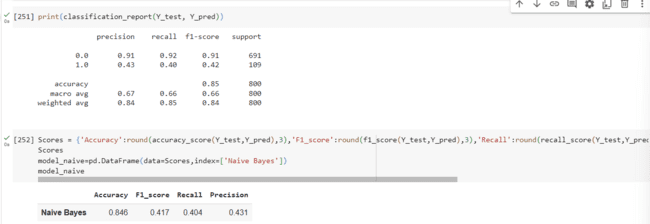 [251] print(classification_report(Y_test, Y_pred))
0s
precision recall f1-score support
0.0 0.91 0.92 0.91 691
1.0 0.43 0.40 0.42 109
accuracy 0.85 800
macro avg 0.67 0.66 0.66 800
weighted avg 0.84 0.85 0.84 800
[252] Scores = {'Accuracy':round(accuracy_score(Y_test,Y_pred),3),'F1_score':round(f1_score(Y_test,Y_pred),3),'Recall':round(recall_score(Y_test,Y_pred
0s
Scores
model_naive=pd.DataFrame(data=Scores,index=['Naive Bayes'])
model_naive
Accuracy F1_score Recall Precision
Naive Bayes 0.846 0.417 0.404 0.431